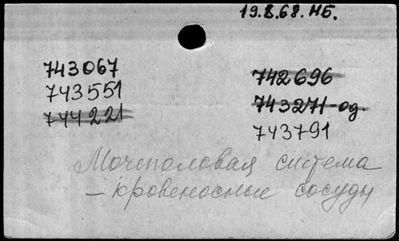 19.8.68. НБ.
743067
743551
744221
742696
743271-од.
743791
Мочеполовая система
– кровеносные сосуды